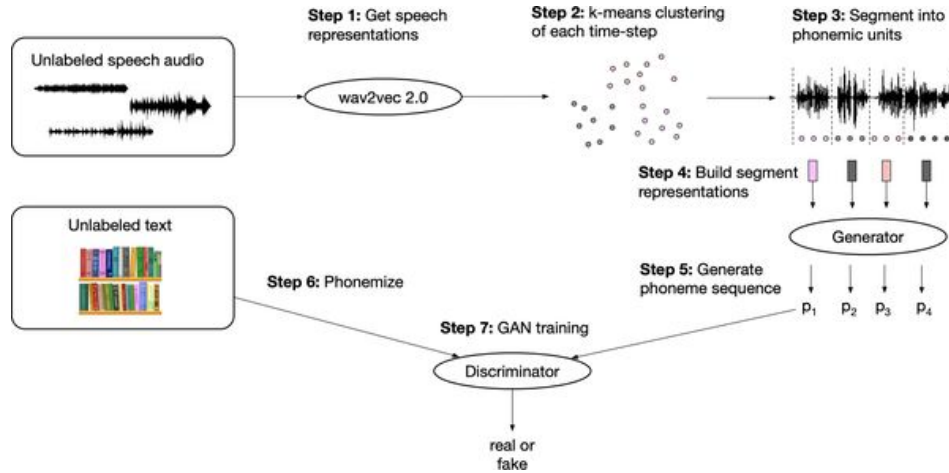 Step 1: Get speech
representations
Step 2: k-means clustering
of each time-step
Step 3: Segment into
phonemic units
Unlabeled speech audio
wav2vec 2.0
Step 4: Build segment
representations
Unlabeled text
Generator
Step 6: Phonemize
Step 5: Generate
phoneme sequence
p₁ p₂ p₃ p₄
Step 7: GAN training
Discriminator
real or
fake